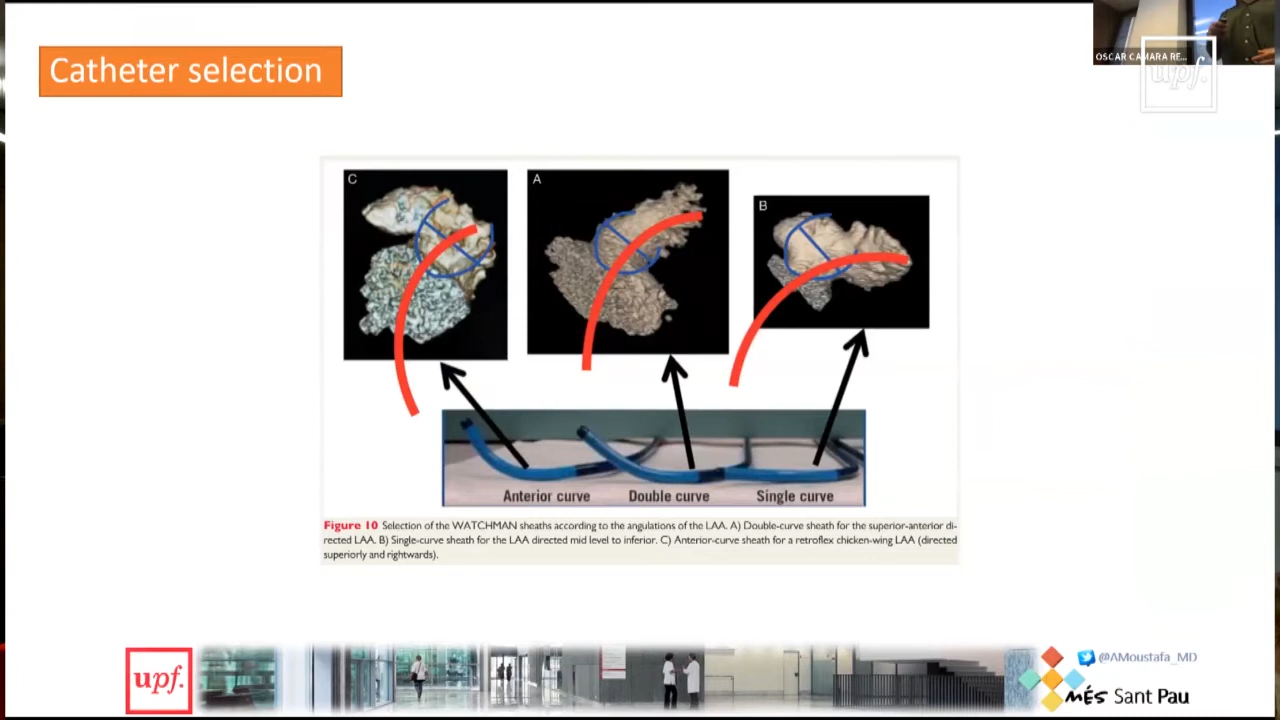 OSCAR CAMARA RE...
upf.
Catheter selection
C
A
B
Anterior curve
Double curve
Single curve
Figure 10 Selection of the WATCHMAN sheaths according to the angulations of the LAA. A) Double-curve sheath for the superior-anterior di-
rected LAA. B) Single-curve sheath for the LAA directed mid level to inferior. C) Anterior-curve sheath for a retroflex chicken-wing LAA (directed
superiorly and rightwards).
upf.
@AMoustafa_MD
MÉS Sant Pau